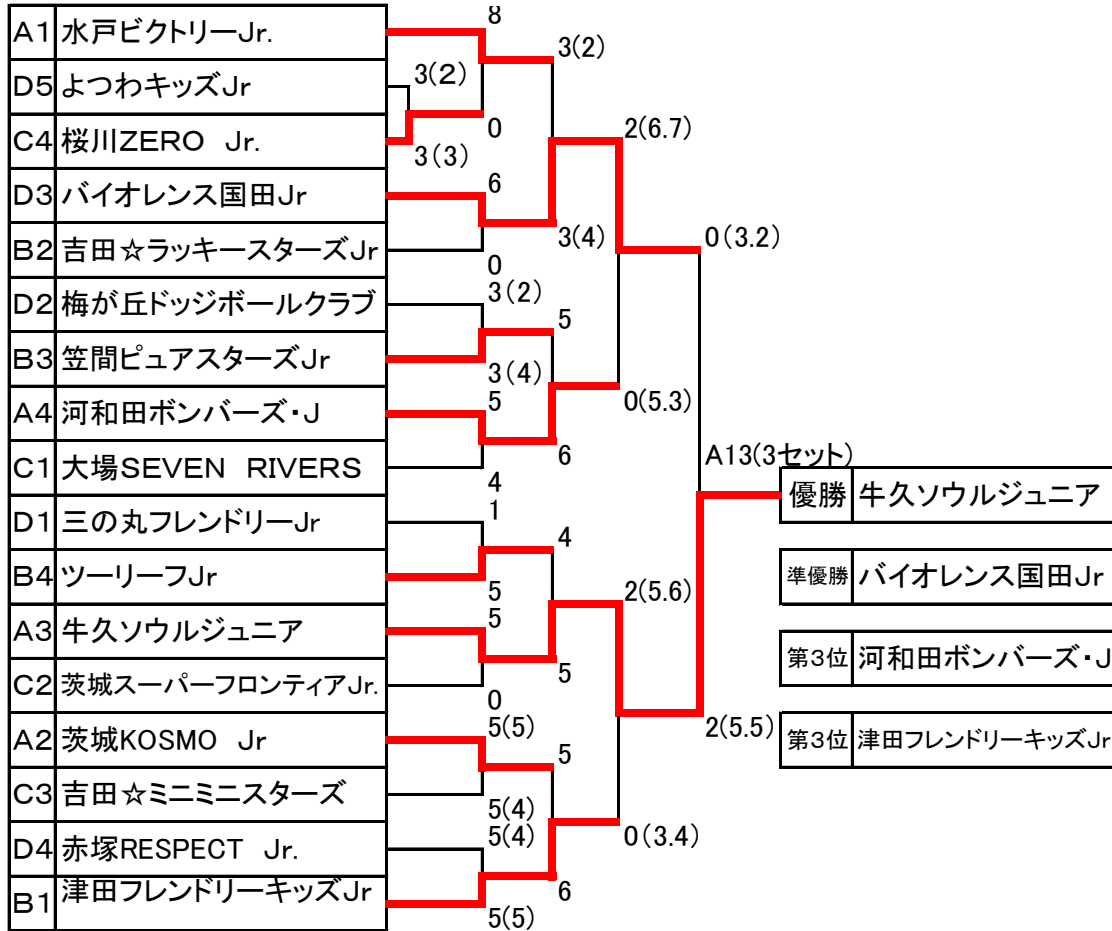 A1 水戸ビクトリーJr.
D5 よつわキッズJr
C4 桜川ZERO Jr.
D3 バイオレンス国田Jr
B2 吉田☆ラッキースターズJr
D2 梅が丘ドッジボールクラブ
B3 笠間ピュアスターズJr
A4 河和田ボンバーズ・J
C1 大場SEVEN RIVERS
D1 三の丸フレンドリーJr
B4 ツーリーフJr
A3 牛久ソウルジュニア
C2 茨城スーパーフロンティアJr.
A2 茨城KOSMO Jr
C3 吉田☆ミニミニスターズ
D4 赤塚RESPECT Jr.
B1 津田フレンドリーキッズJr
3(2)
3(3)
8
0
6
0
3(2)
3(4)
5
4
1
5
5
0
5(5)
5(4)
5(4)
5(5)
3(2)
3(4)
5
6
4
5
5
6
2(6.7)
0(5.3)
2(5.6)
0(3.4)
0(3.2)
2(5.5)
A13(3セット)
優勝 牛久ソウルジュニア
準優勝 バイオレンス国田Jr
第3位 河和田ボンバーズ・J
第3位 津田フレンドリーキッズJr